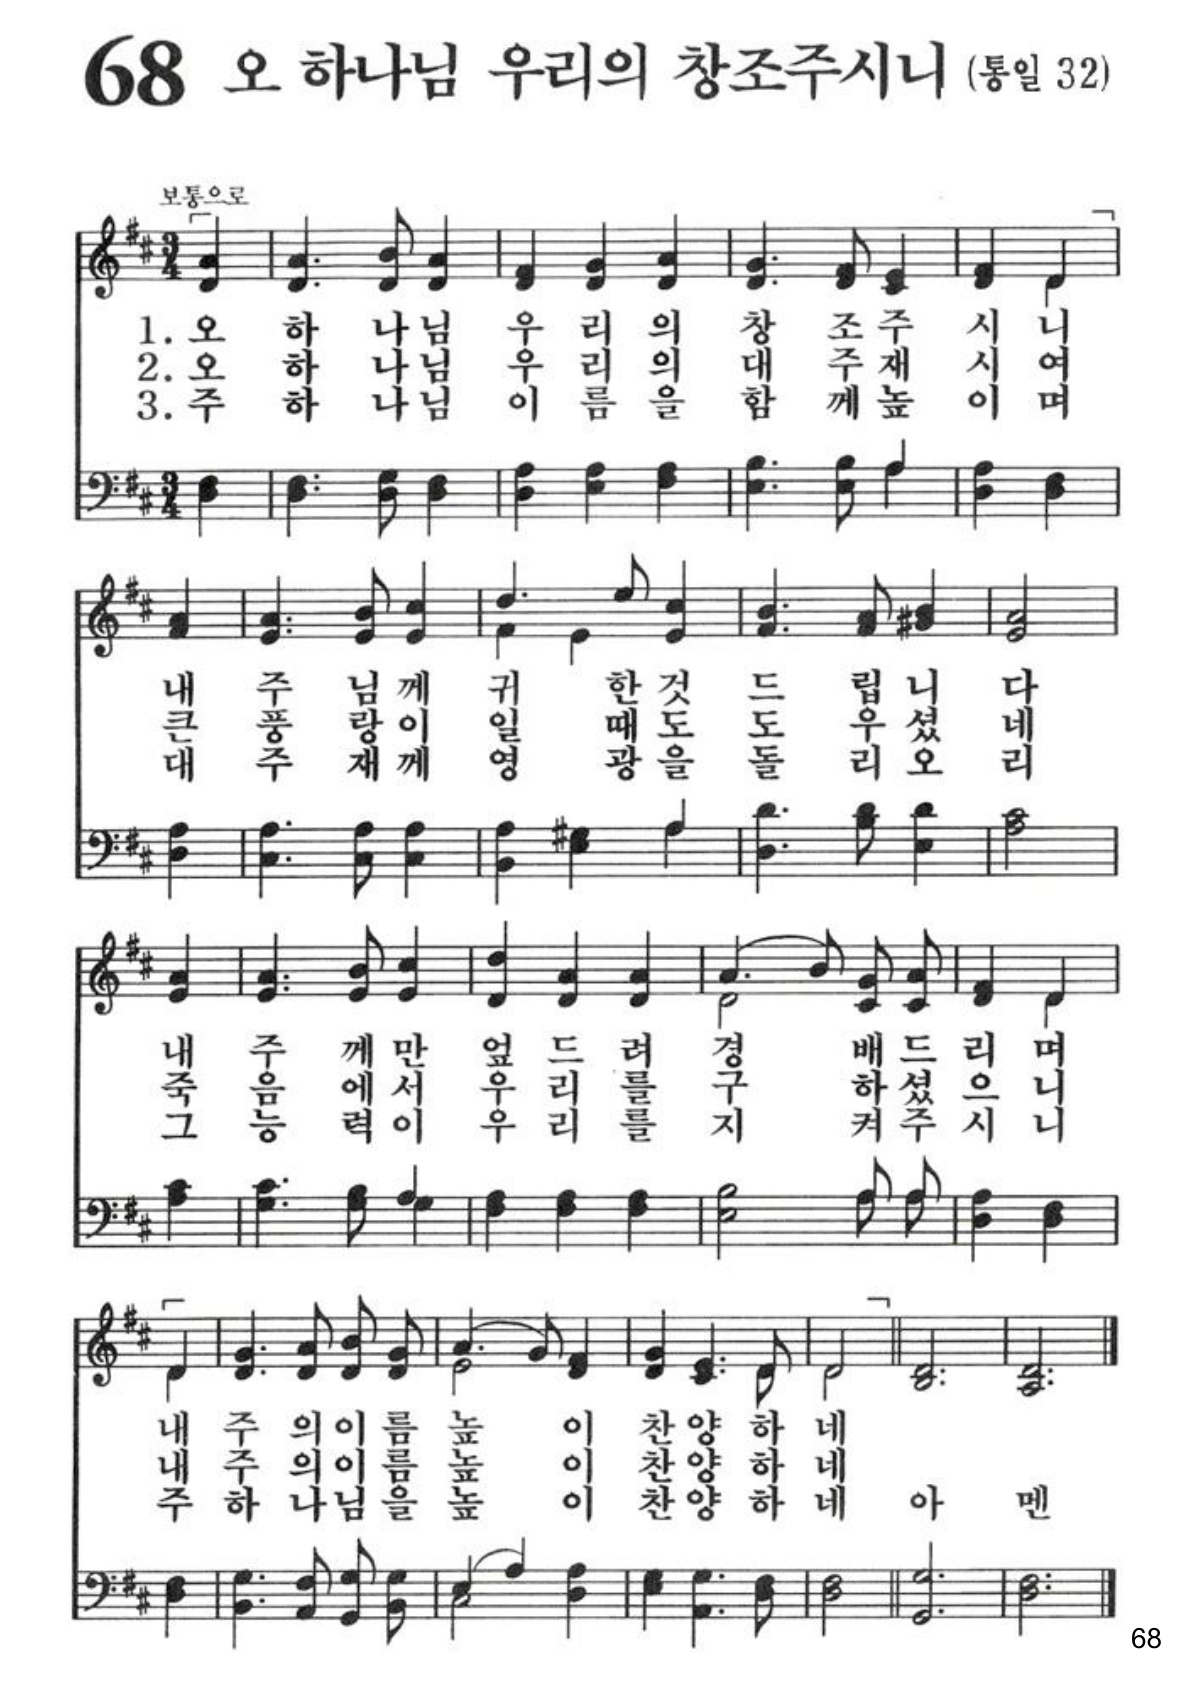 68 오 하나님 우리의 창조주시니 (통일 32)
보통으로
1. 오 하 나 님 우 리 의 창 조 주 시 니
2. 오 하 나 님 우 리 의 대 주 재 시 여
3. 주 하 나 님 이 름 을 함 께 높 이 며
내 주 님 께 귀 한 것 드 립 니 다
큰 풍 랑 이 일 때 도 도 우 셨 네
대 주 재 께 영 광 을 돌 리 오 리
내 주 께 만 엎 드 려 경 배 드 리 며
죽 음 에 서 우 리 를 구 하 셨 으 니
그 능 력 이 우 리 를 지 켜 주 시 니
내 주 의 이 름 높 이 찬 양 하 네
내 주 의 이 름 높 이 찬 양 하 네
주 하 나 님 을 높 이 찬 양 하 네 아 멘
68